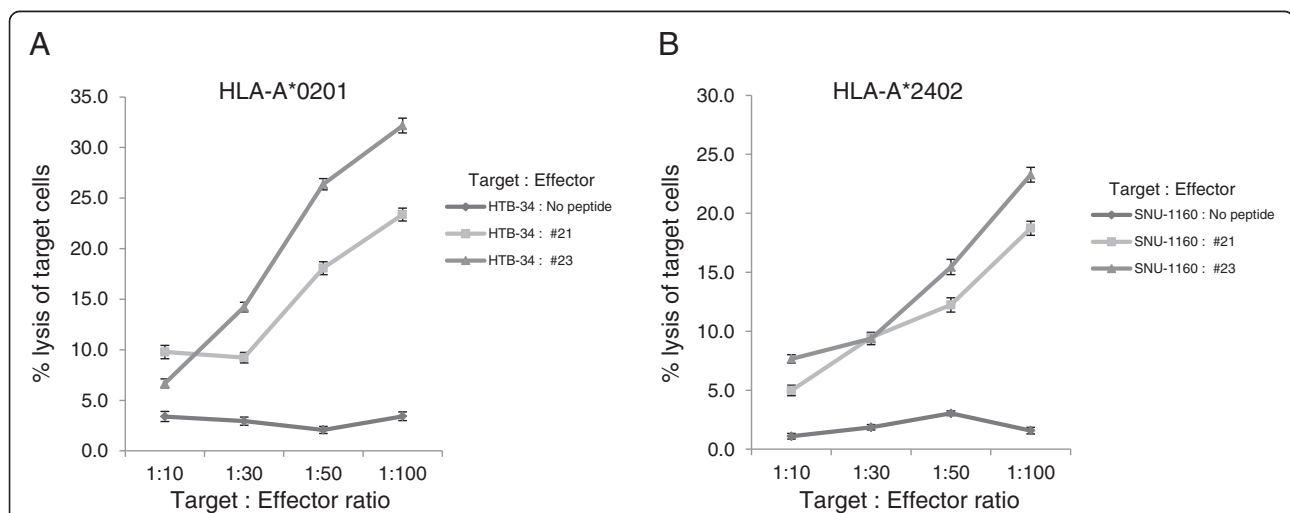 A
HLA-A*0201
35.0
30.0
25.0
20.0
15.0
10.0
5.0
0.0
% lysis of target cells
1:10 1:30 1:50 1:100
Target : Effector ratio
Target : Effector
HTB-34 : No peptide
HTB-34 : #21
HTB-34 : #23
B
HLA-A*2402
30.0
25.0
20.0
15.0
10.0
5.0
0.0
% lysis of target cells
1:10 1:30 1:50 1:100
Target : Effector ratio
Target : Effector
SNU-1160 : No peptide
SNU-1160 : #21
SNU-1160 : #23